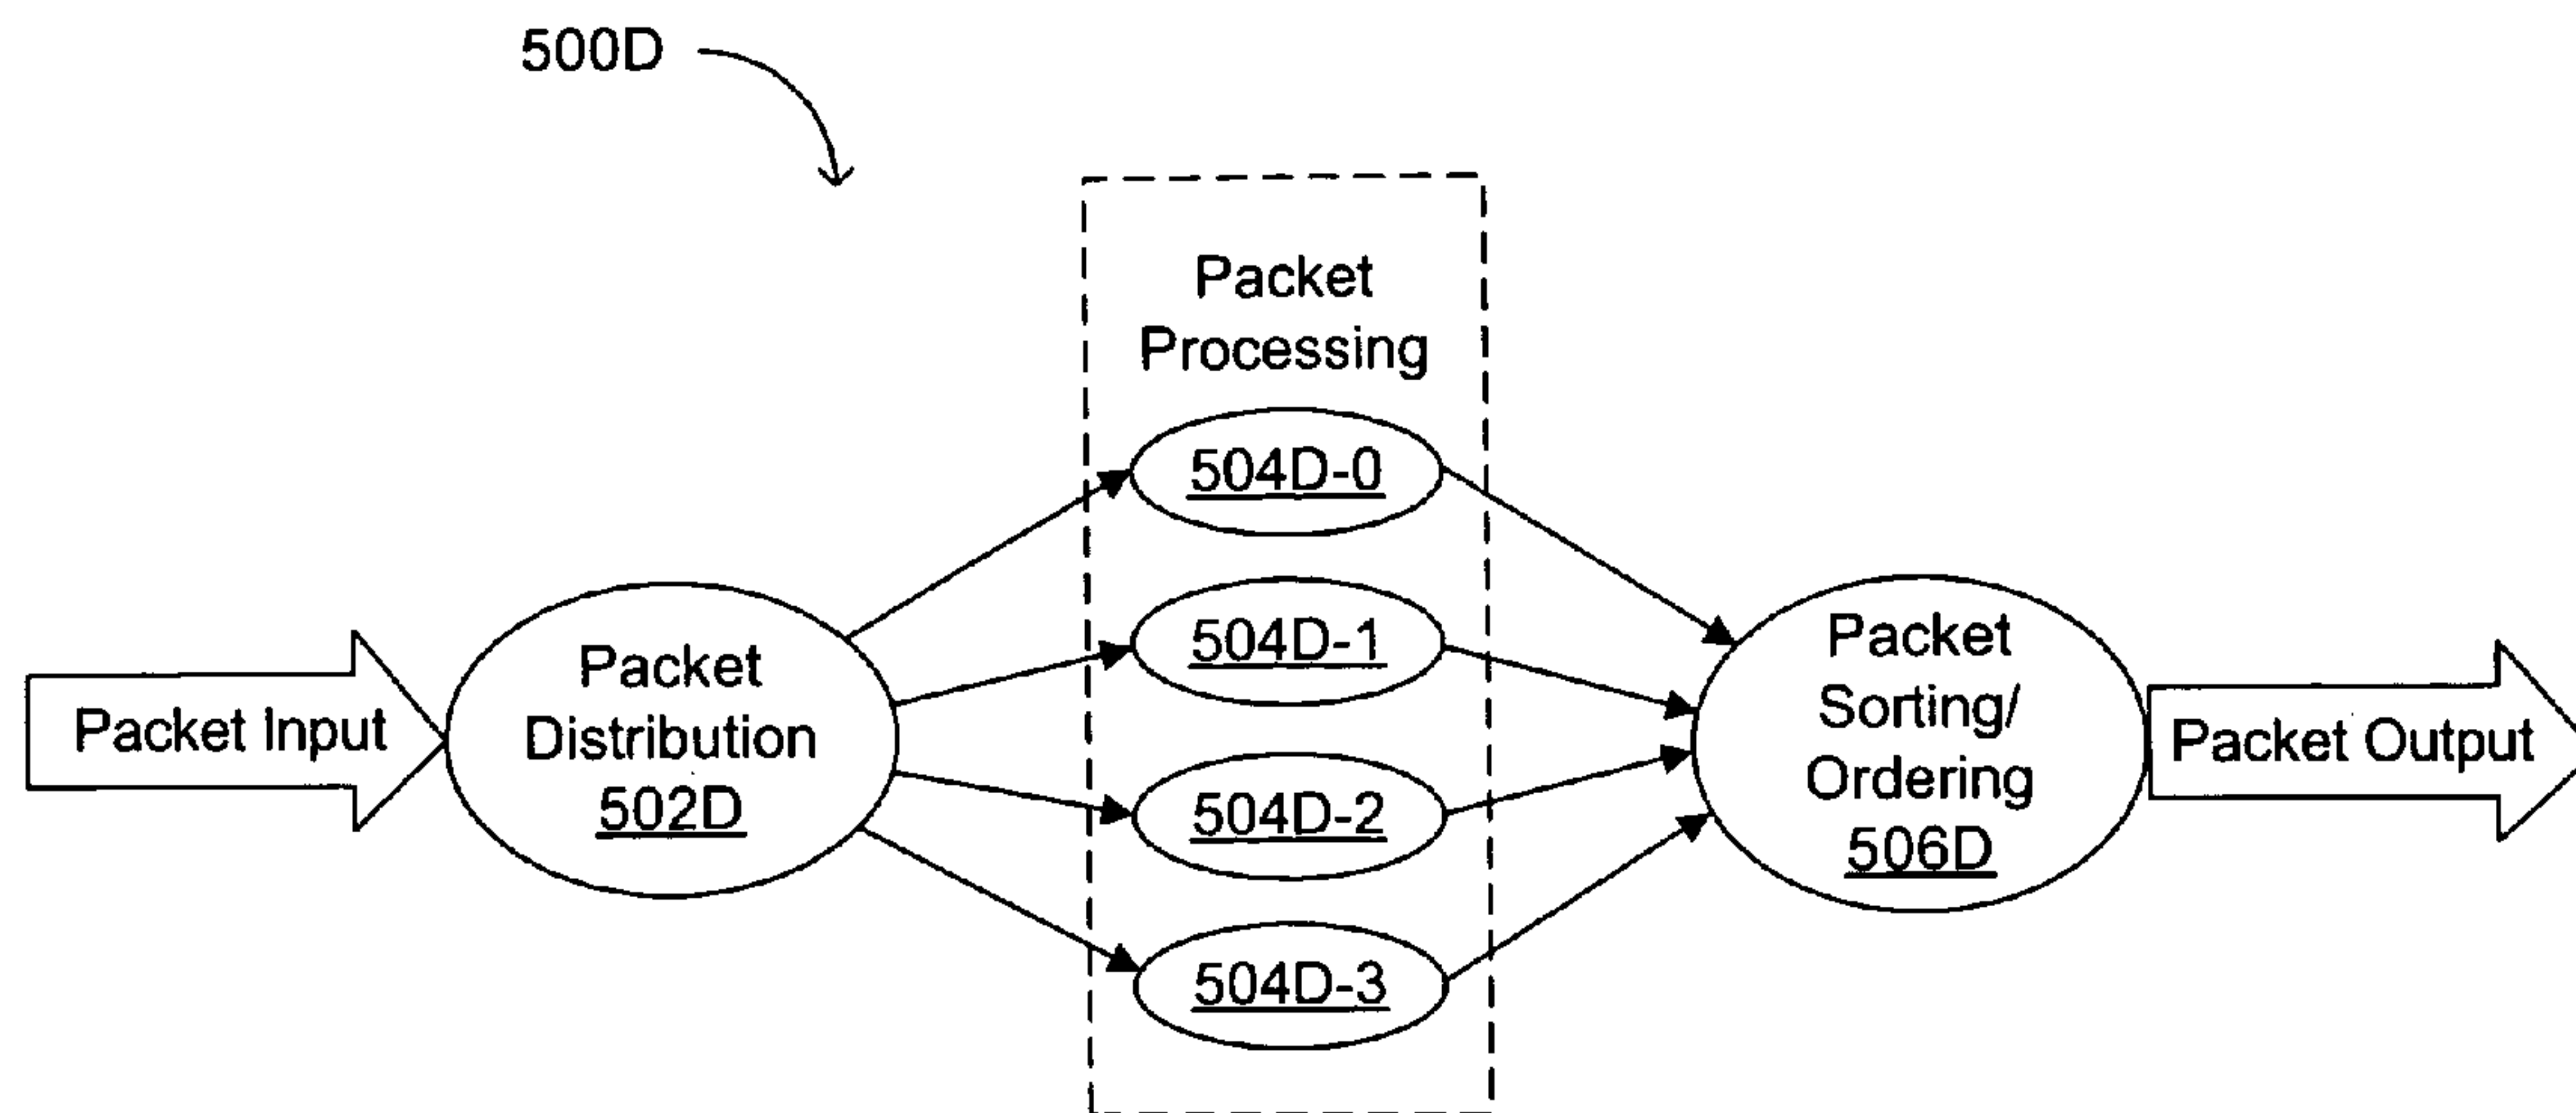 500D
Packet
Processing
504D-0
504D-1
504D-2
504D-3
Packet Input
Packet
Distribution
502D
Packet
Sorting/
Ordering
506D
Packet Output